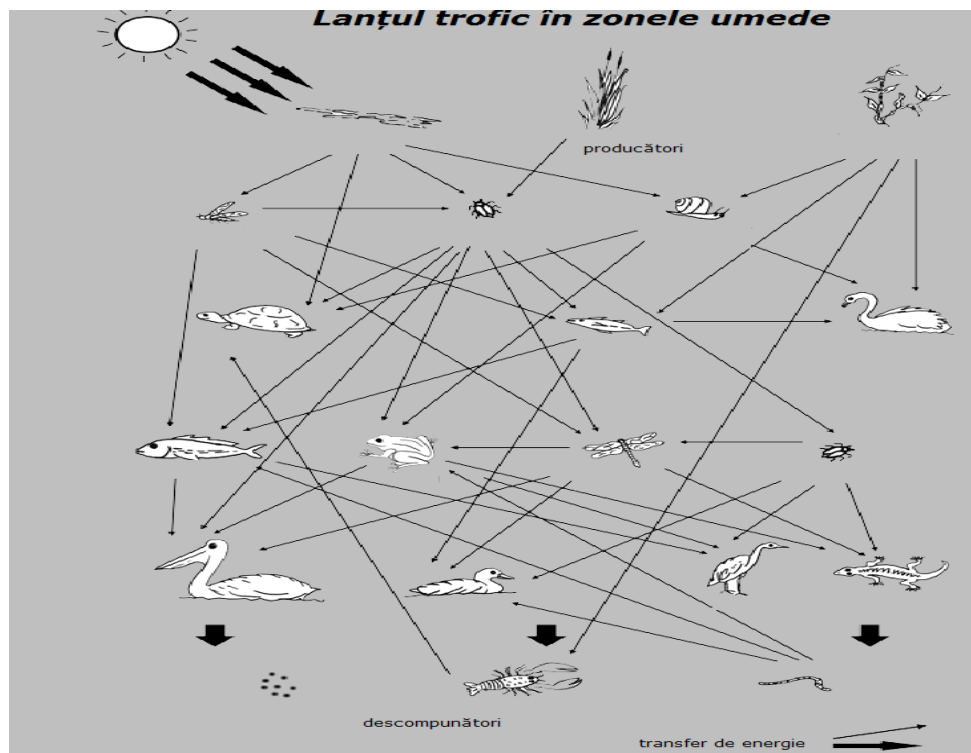 Lanțul trofic în zonele umede
producători
descompunători
transfer de energie